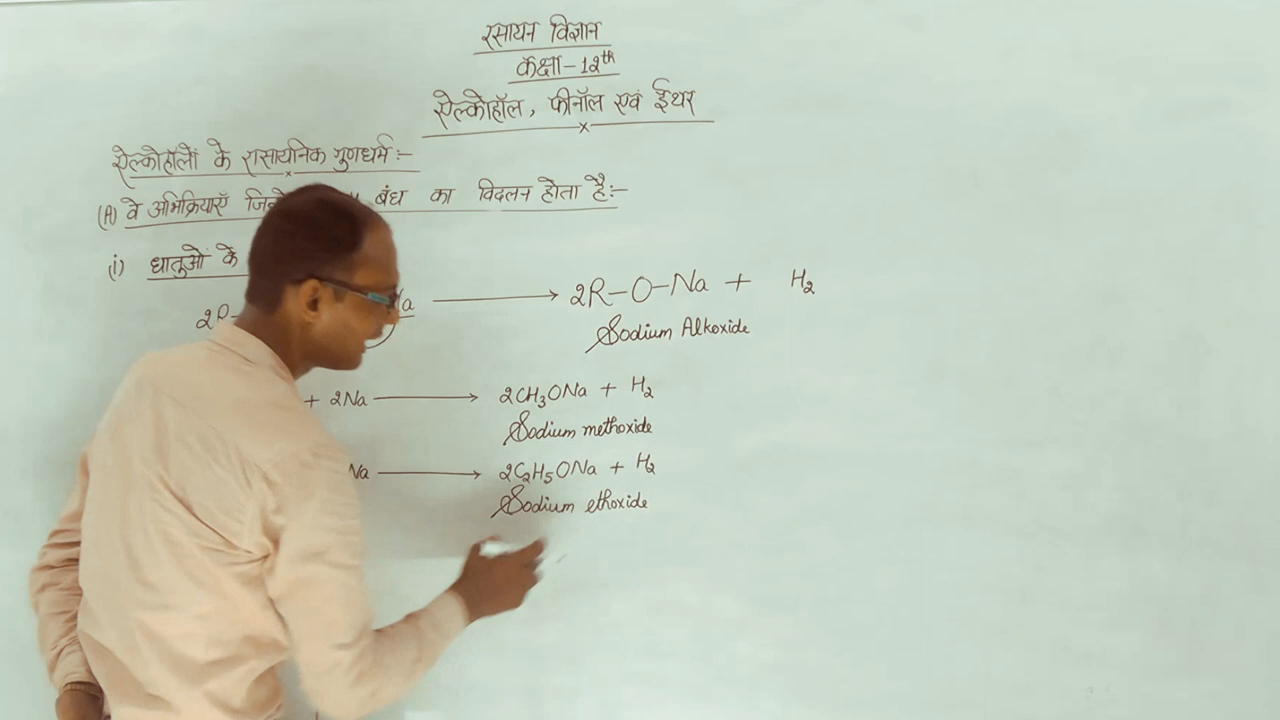 रसायन विज्ञान
कक्षा - 12th
ऐल्कोहॉल, फीनॉल एवं ईथर
ऐल्कोहॉलों के रासायनिक गुणधर्म :-
(A) वे अभिक्रियाएँ बंध का विदलन होता है:-
(i) धातुओं के
2R- a ⟶ 2R-O-Na + H₂
Sodium Alkoxide
+ 2Na ⟶ 2CH₃ONa + H₂
Sodium methoxide
Na ⟶ 2C₂H₅ONa + H₂
Sodium ethoxide